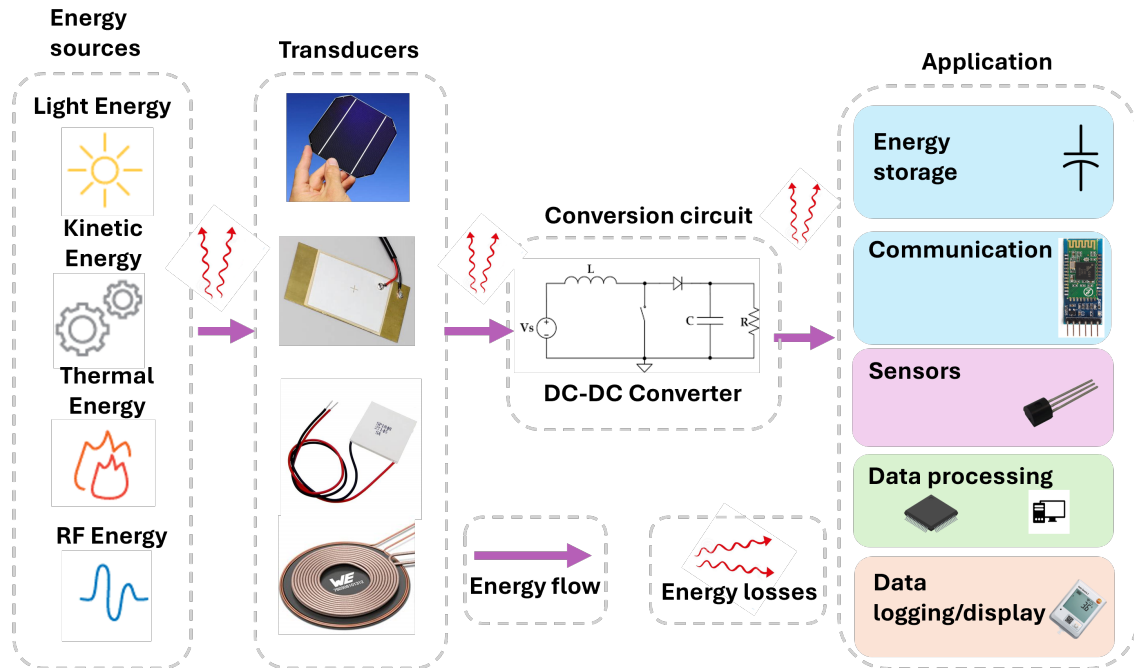 Energy
sources
Transducers
Application
Light Energy
Kinetic
Energy
Thermal
Energy
RF Energy
WE
Conversion circuit
L
Vs
+
−
C
R
DC-DC Converter
Energy flow
Energy losses
Energy
storage
Communication
Sensors
Data processing
Data
logging/display